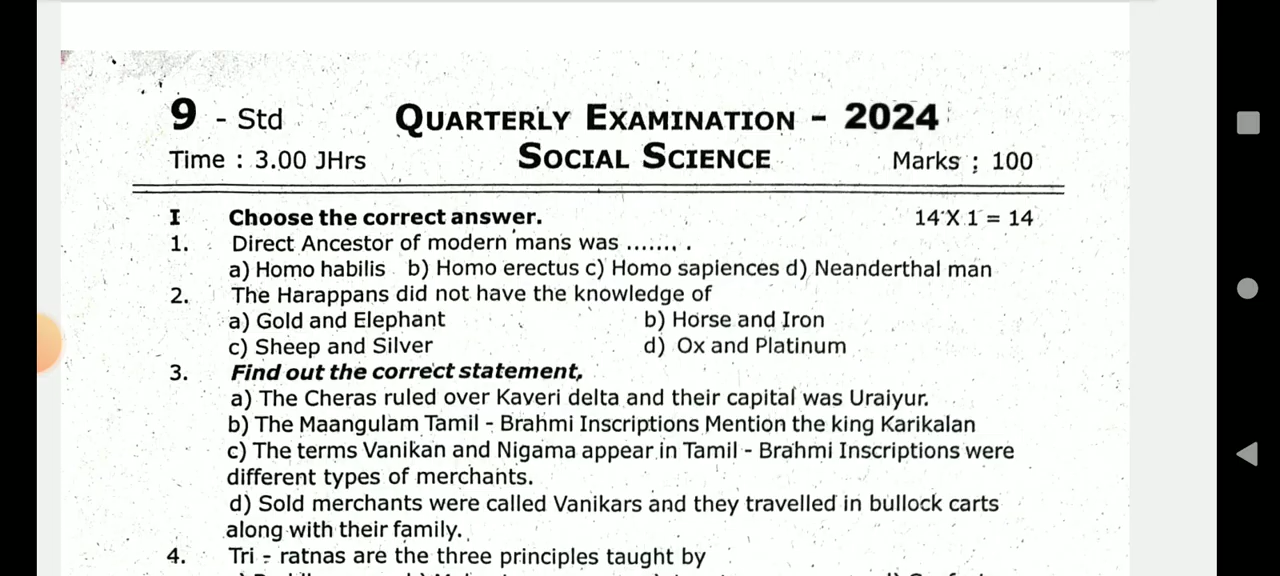 9 - Std QUARTERLY EXAMINATION - 2024
Time : 3.00 JHrs SOCIAL SCIENCE Marks ; 100
I Choose the correct answer. 14 X 1 = 14
1. Direct Ancestor of modern mans was ........
a) Homo habilis b) Homo erectus c) Homo sapiences d) Neanderthal man
2. The Harappans did not have the knowledge of
a) Gold and Elephant b) Horse and Iron
c) Sheep and Silver d) Ox and Platinum
3. Find out the correct statement,
a) The Cheras ruled over Kaveri delta and their capital was Uraiyur.
b) The Maangulam Tamil - Brahmi Inscriptions Mention the king Karikalan
c) The terms Vanikan and Nigama appear in Tamil - Brahmi Inscriptions were
different types of merchants.
d) Sold merchants were called Vanikars and they travelled in bullock carts
along with their family.
4. Tri - ratnas are the three principles taught by